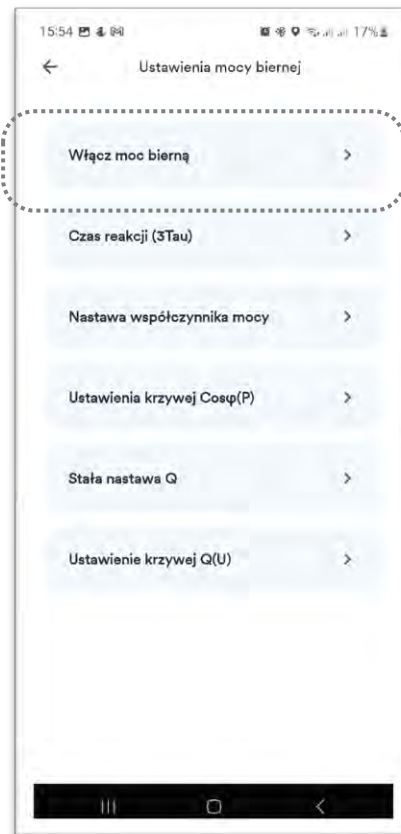 15:54
17%
Ustawienia mocy biernej
Włącz moc bierną
Czas reakcji (3Tau)
Nastawa współczynnika mocy
Ustawienia krzywej Cosφ(P)
Stała nastawa Q
Ustawienie krzywej Q(U)